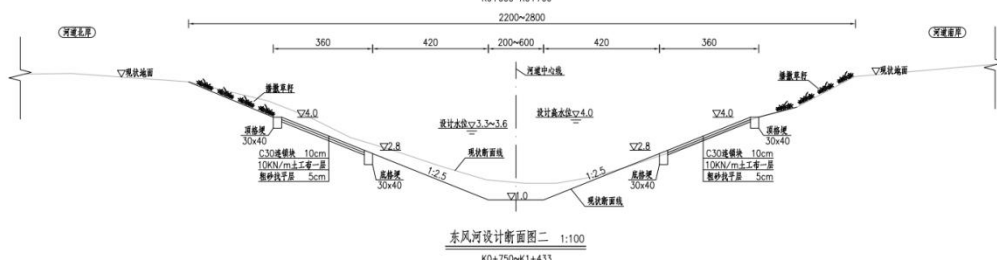 2200~2800
河道北岸
河道南岸
360
420
200~600
420
360
现状地面
播撒草籽
河道中心线
播撒草籽
现状地面
4.0
设计水位 3.3~3.6
设计高水位 4.0
4.0
顶格埂
30x40
顶格埂
30x40
2.8
现状断面线
2.8
C30连锁块 10cm
10KN/m土工布一层
粗砂找平层 5cm
底格埂
30x40
1:2.5
1:2.5
底格埂
30x40
C30连锁块 10cm
10KN/m土工布一层
粗砂找平层 5cm
1.0
现状断面线
东风河设计断面图二 1:100
K0+750~K1+433